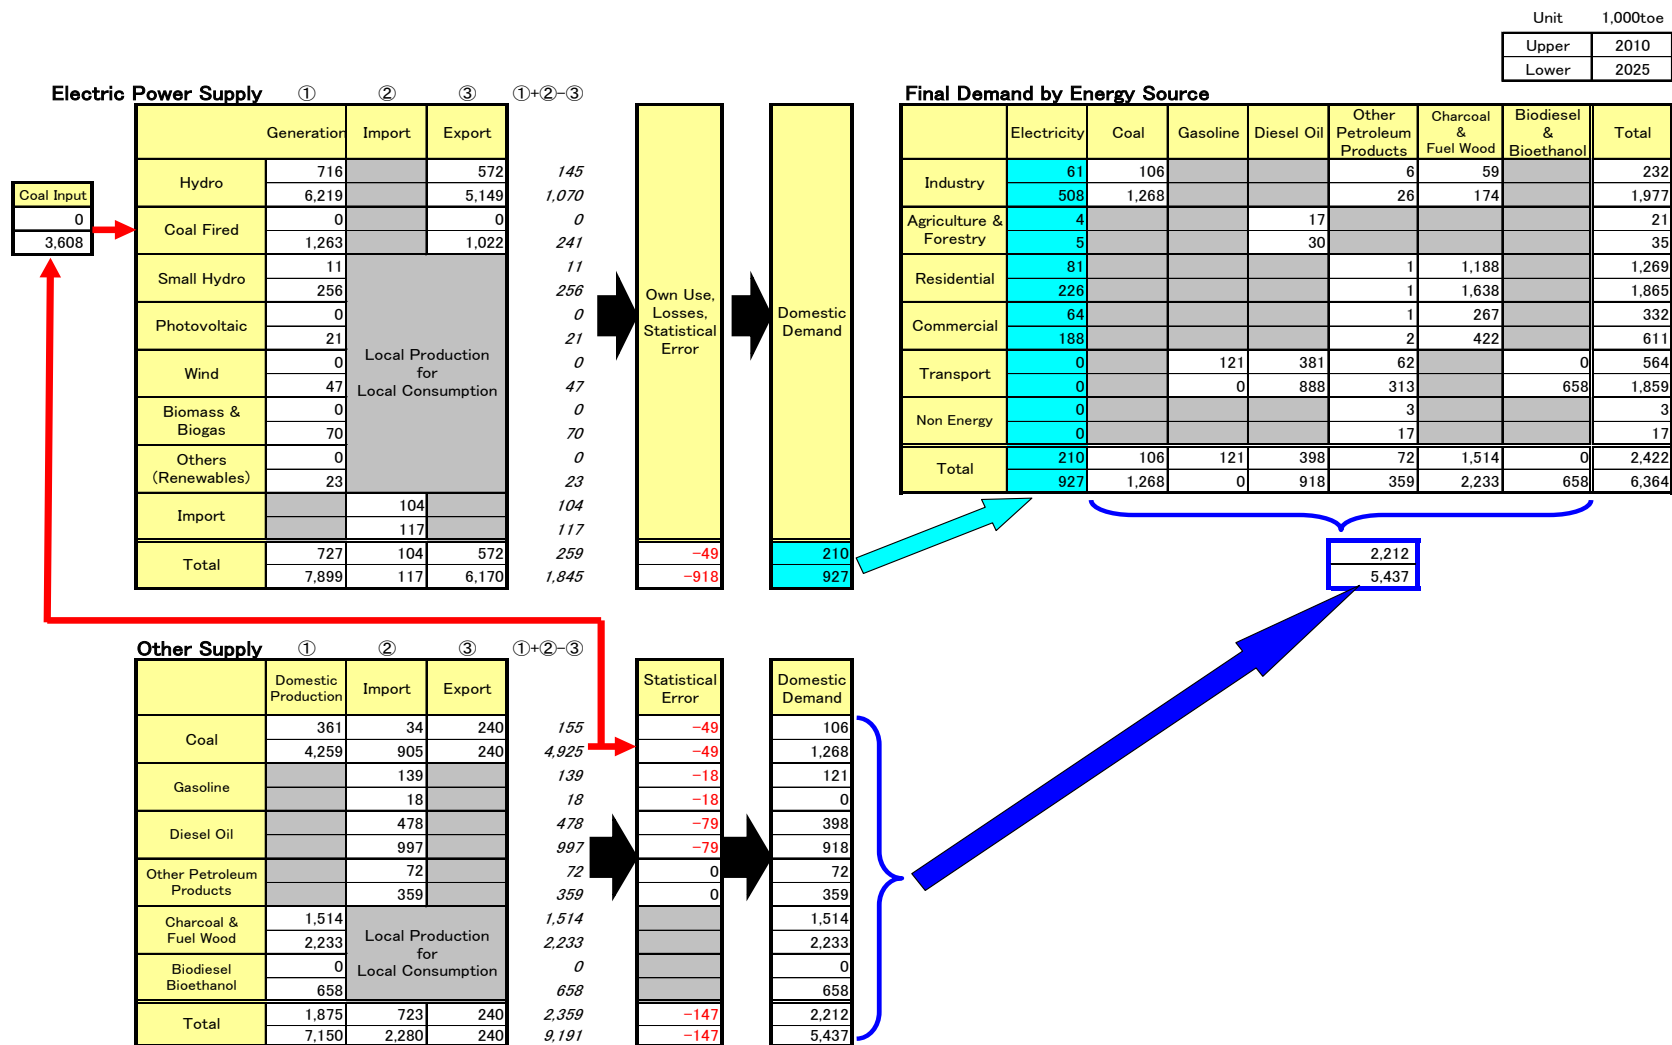 Unit 1,000toe
Upper 2010
Lower 2025
Electric Power Supply ① ② ③ ①+②-③
Generation Import Export
Hydro 716 572 145
6,219 5,149 1,070
Coal Input
0
3,608
Coal Fired 0 0 0
1,263 1,022 241
Small Hydro 11 11
256 256
Photovoltaic 0 0
21 21
Local Production
for
Local Consumption
Wind 0 0
47 47
Biomass &
Biogas
0 0
70 70
Others
(Renewables)
0 0
23 23
Import 104 104
117 117
Total 727 104 572 259
7,899 117 6,170 1,845
Own Use,
Losses,
Statistical
Error
-49
-918
Domestic
Demand
210
927
Final Demand by Energy Source
Electricity Coal Gasoline Diesel Oil Other
Petroleum
Products
Charcoal
&
Fuel Wood
Biodiesel
&
Bioethanol
Total
Industry 61 106 6 59 232
508 1,268 26 174 1,977
Agriculture &
Forestry
4 17 21
5 30 35
Residential 81 1 1,188 1,269
226 1 1,638 1,865
Commercial 64 1 267 332
188 2 422 611
Transport 0 121 381 62 0 564
0 0 888 313 658 1,859
Non Energy 0 3 3
0 17 17
Total 210 106 121 398 72 1,514 0 2,422
927 1,268 0 918 359 2,233 658 6,364
2,212
5,437
Other Supply ① ② ③ ①+②-③
Domestic
Production
Import Export
Statistical
Error
Domestic
Demand
Coal 361 34 240 155 -49 106
4,259 905 240 4,925 -49 1,268
Gasoline 139 139 -18 121
18 18 -18 0
Diesel Oil 478 478 -79 398
997 997 -79 918
Other Petroleum
Products
72 72 0 72
359 359 0 359
Charcoal &
Fuel Wood
1,514 1,514 1,514
2,233 2,233 2,233
Local Production
for
Local Consumption
Biodiesel
Bioethanol
0 0 0
658 658 658
Total 1,875 723 240 2,359 -147 2,212
7,150 2,280 240 9,191 -147 5,437